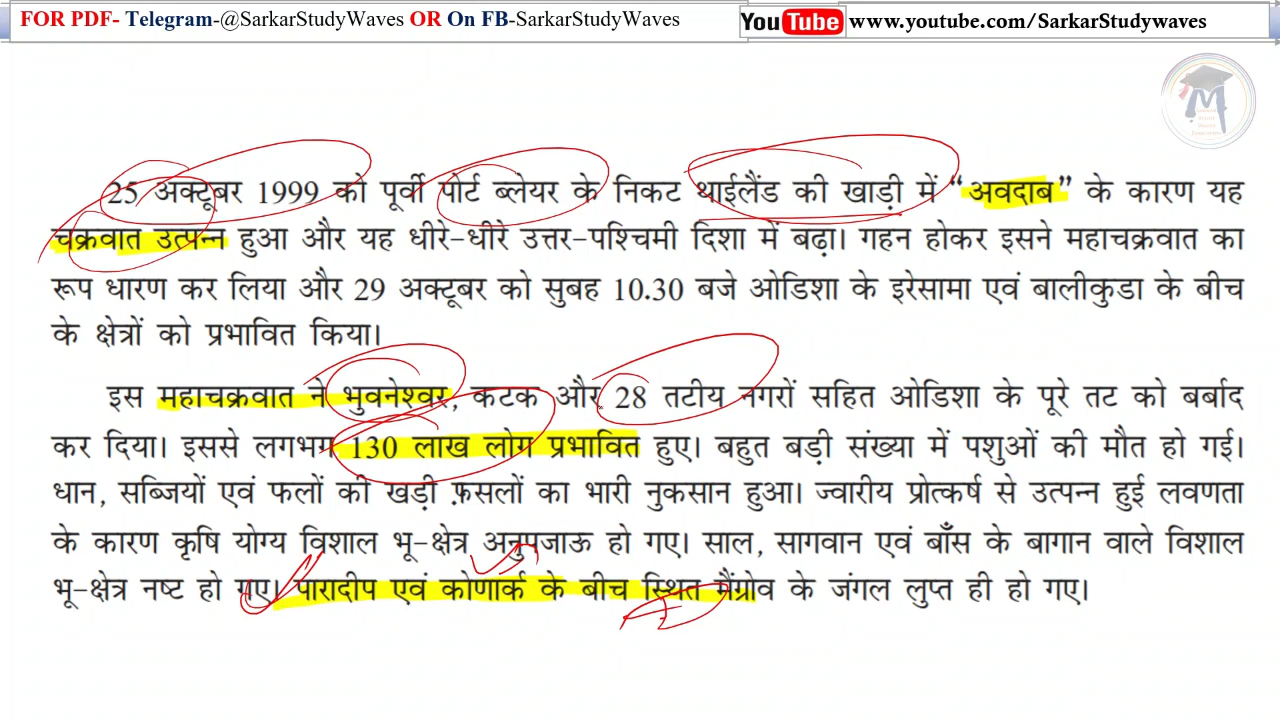 FOR PDF- Telegram-@SarkarStudyWaves OR On FB-SarkarStudyWaves
YouTube www.youtube.com/SarkarStudywaves
25 अक्टूबर 1999 को पूर्वी पोर्ट ब्लेयर के निकट थाईलैंड की खाड़ी में “अवदाब” के कारण यह
चक्रवात उत्पन्न हुआ और यह धीरे-धीरे उत्तर-पश्चिमी दिशा में बढ़ा। गहन होकर इसने महाचक्रवात का
रूप धारण कर लिया और 29 अक्टूबर को सुबह 10.30 बजे ओडिशा के इरेसामा एवं बालीकुडा के बीच
के क्षेत्रों को प्रभावित किया।
इस महाचक्रवात ने भुवनेश्वर, कटक और 28 तटीय नगरों सहित ओडिशा के पूरे तट को बर्बाद
कर दिया। इससे लगभग 130 लाख लोग प्रभावित हुए। बहुत बड़ी संख्या में पशुओं की मौत हो गई।
धान, सब्जियों एवं फलों की खड़ी फ़सलों का भारी नुकसान हुआ। ज्वारीय प्रोत्कर्ष से उत्पन्न हुई लवणता
के कारण कृषि योग्य विशाल भू-क्षेत्र अनुपजाऊ हो गए। साल, सागवान एवं बाँस के बागान वाले विशाल
भू-क्षेत्र नष्ट हो गए। पारादीप एवं कोणार्क के बीच स्थित मैंग्रोव के जंगल लुप्त ही हो गए।